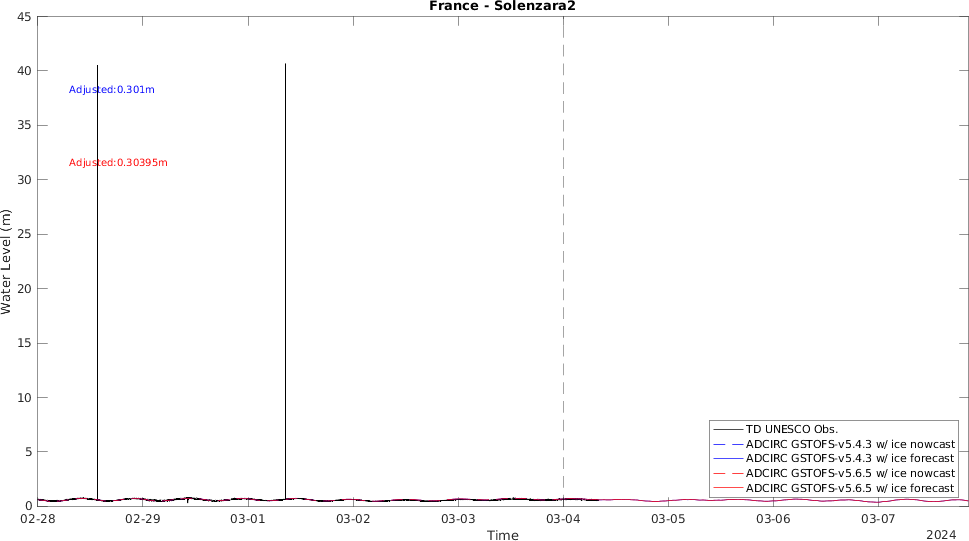 France - Solenzara2
45
40
35
30
25
20
15
10
5
0
Water Level (m)
Adjusted:0.301m
Adjusted:0.30395m
TD UNESCO Obs.
ADCIRC GSTOFS-v5.4.3 w/ ice nowcast
ADCIRC GSTOFS-v5.4.3 w/ ice forecast
ADCIRC GSTOFS-v5.6.5 w/ ice nowcast
ADCIRC GSTOFS-v5.6.5 w/ ice forecast
02-28 02-29 03-01 03-02 03-03 03-04 03-05 03-06 03-07
Time
2024